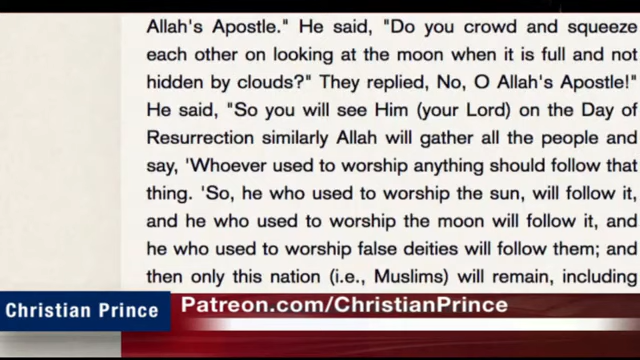 Allah's Apostle." He said, "Do you crowd and squeeze
each other on looking at the moon when it is full and not
hidden by clouds?" They replied, No, O Allah's Apostle!"
He said, "So you will see Him (your Lord) on the Day of
Resurrection similarly Allah will gather all the people and
say, 'Whoever used to worship anything should follow that
thing. 'So, he who used to worship the sun, will follow it,
and he who used to worship the moon will follow it, and
he who used to worship false deities will follow them; and
then only this nation (i.e., Muslims) will remain, including
Christian Prince
Patreon.com/ChristianPrince